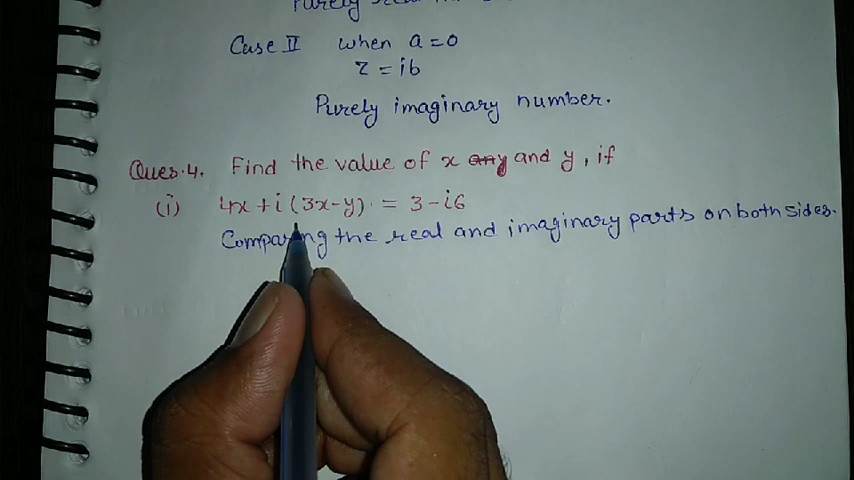 Purely
Case II when a = 0
z = ib
Purely imaginary number.
Ques.4. Find the value of x and y, if
(i) 4x + i (3x - y) = 3 - i6
Comparing the real and imaginary parts on both sides.